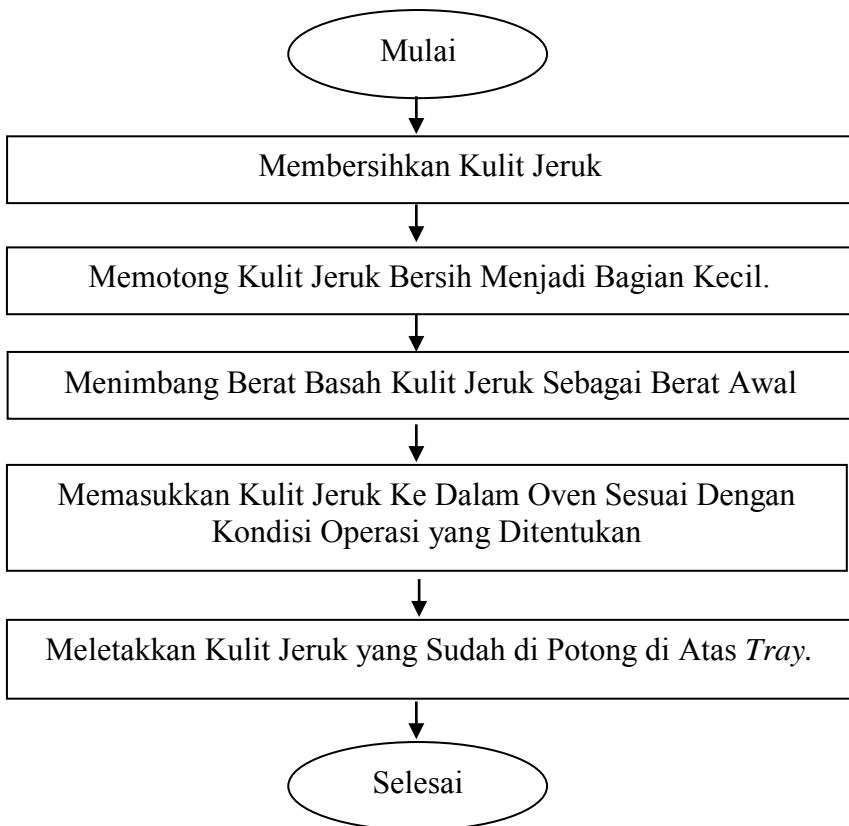 Mulai
Membersihkan Kulit Jeruk
Memotong Kulit Jeruk Bersih Menjadi Bagian Kecil.
Menimbang Berat Basah Kulit Jeruk Sebagai Berat Awal
Memasukkan Kulit Jeruk Ke Dalam Oven Sesuai Dengan
Kondisi Operasi yang Ditentukan
Meletakkan Kulit Jeruk yang Sudah di Potong di Atas Tray.
Selesai